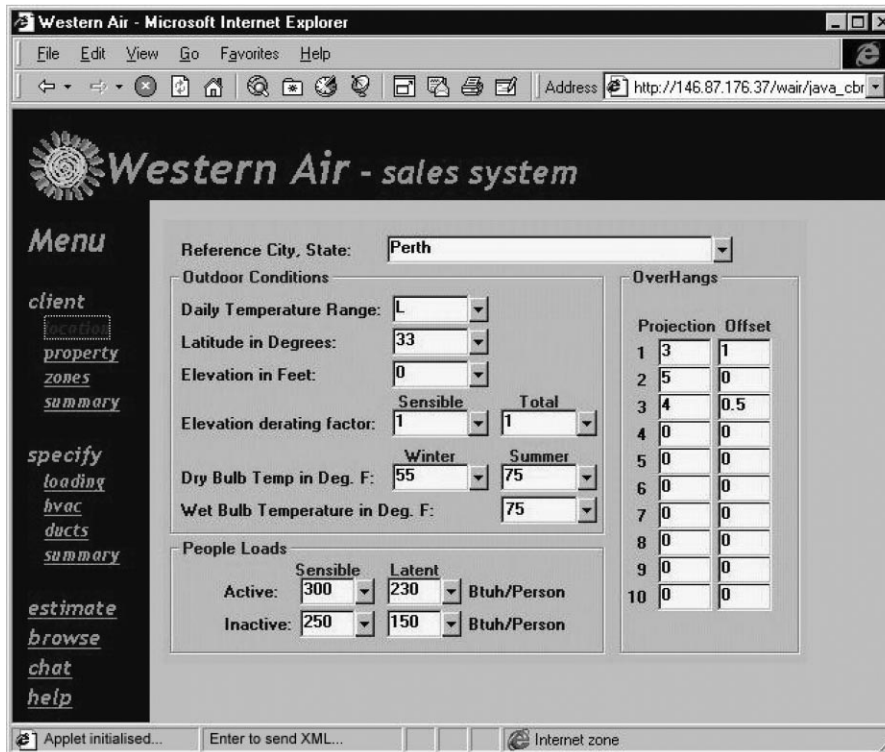 Western Air - Microsoft Internet Explorer
File Edit View Go Favorites Help
Address http://146.87.176.37/wair/java_cbr
Western Air - sales system
Menu
client
location
property
zones
summary
specify
loading
hvac
ducts
summary
estimate
browse
chat
help
Reference City, State: Perth
Outdoor Conditions
Daily Temperature Range: L
Latitude in Degrees: 33
Elevation in Feet: 0
Sensible Total
Elevation derating factor: 1 1
Winter Summer
Dry Bulb Temp in Deg. F: 55 75
Wet Bulb Temperature in Deg. F: 75
People Loads
Sensible Latent
Active: 300 230 Btuh/Person
Inactive: 250 150 Btuh/Person
OverHangs
Projection Offset
1 3 1
2 5 0
3 4 0.5
4 0 0
5 0 0
6 0 0
7 0 0
8 0 0
9 0 0
10 0 0
Applet initialised... Enter to send XML... Internet zone